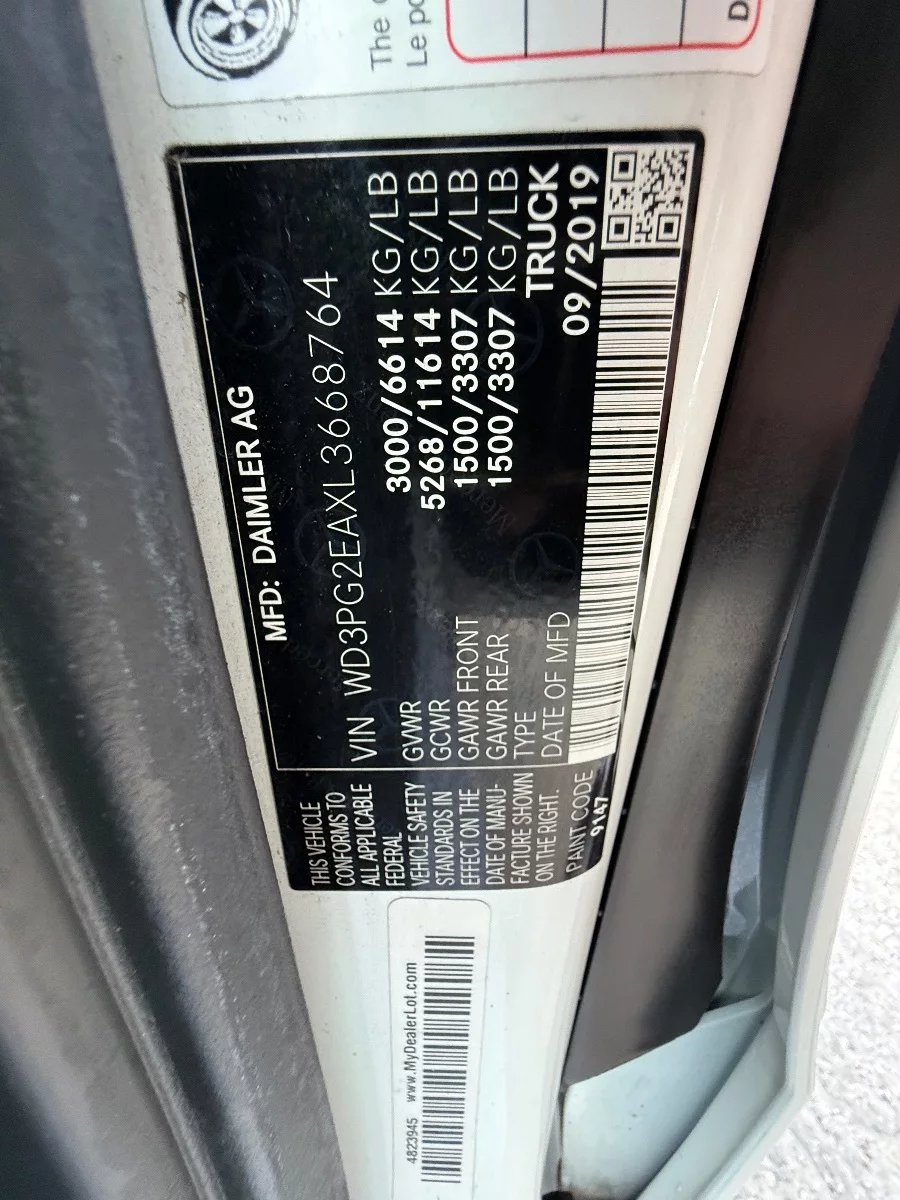 The
Le
D
MFD: DAIMLER AG
VIN WD3PG2EAXL3668764
GVWR 3000/6614 KG/LB
GCWR 5268/11614 KG/LB
GAWR FRONT 1500/3307 KG/LB
GAWR REAR 1500/3307 KG/LB
TYPE TRUCK
DATE OF MFD 09/2019
THIS VEHICLE
CONFORMS TO
ALL APPLICABLE
FEDERAL
VEHICLE SAFETY
STANDARDS IN
EFFECT ON THE
DATE OF MANU-
FACTURE SHOWN
ON THE RIGHT.
PAINT CODE
9147
4823945 www.MyDealerLot.com